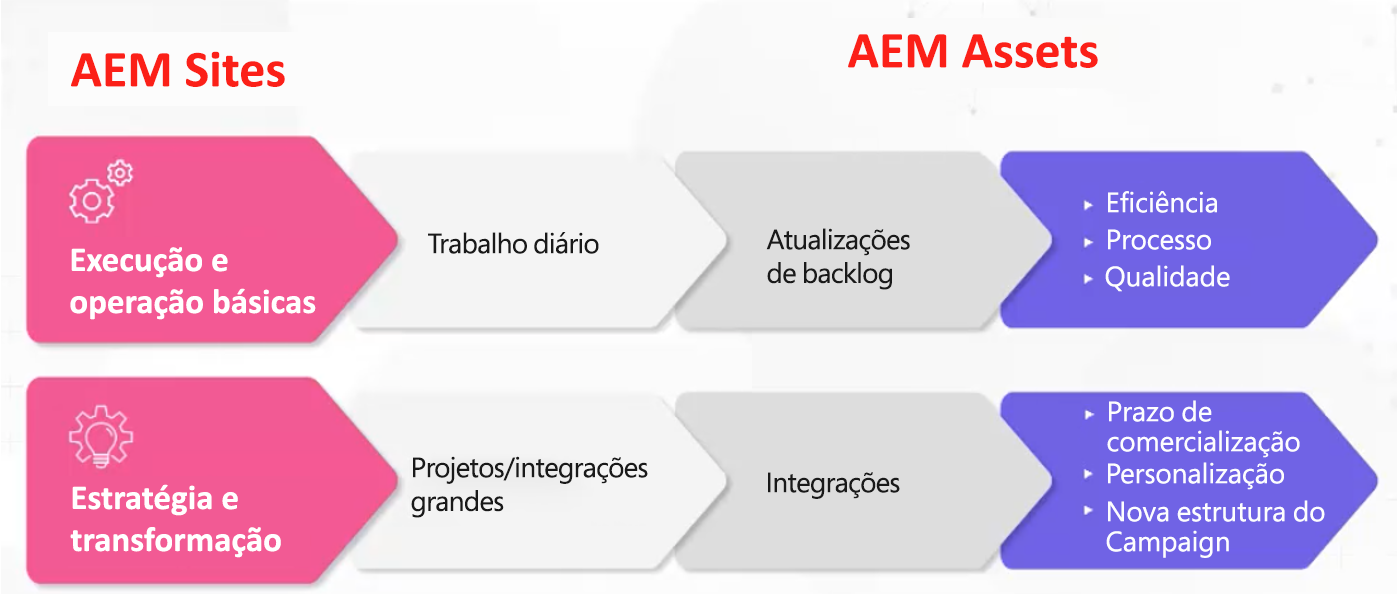 AEM Sites
AEM Assets
Execução e
operação básicas
Trabalho diário
Atualizações
de backlog
Eficiência
Processo
Qualidade
Estratégia e
transformação
Projetos/integrações
grandes
Integrações
Prazo de
comercialização
Personalização
Nova estrutura do
Campaign